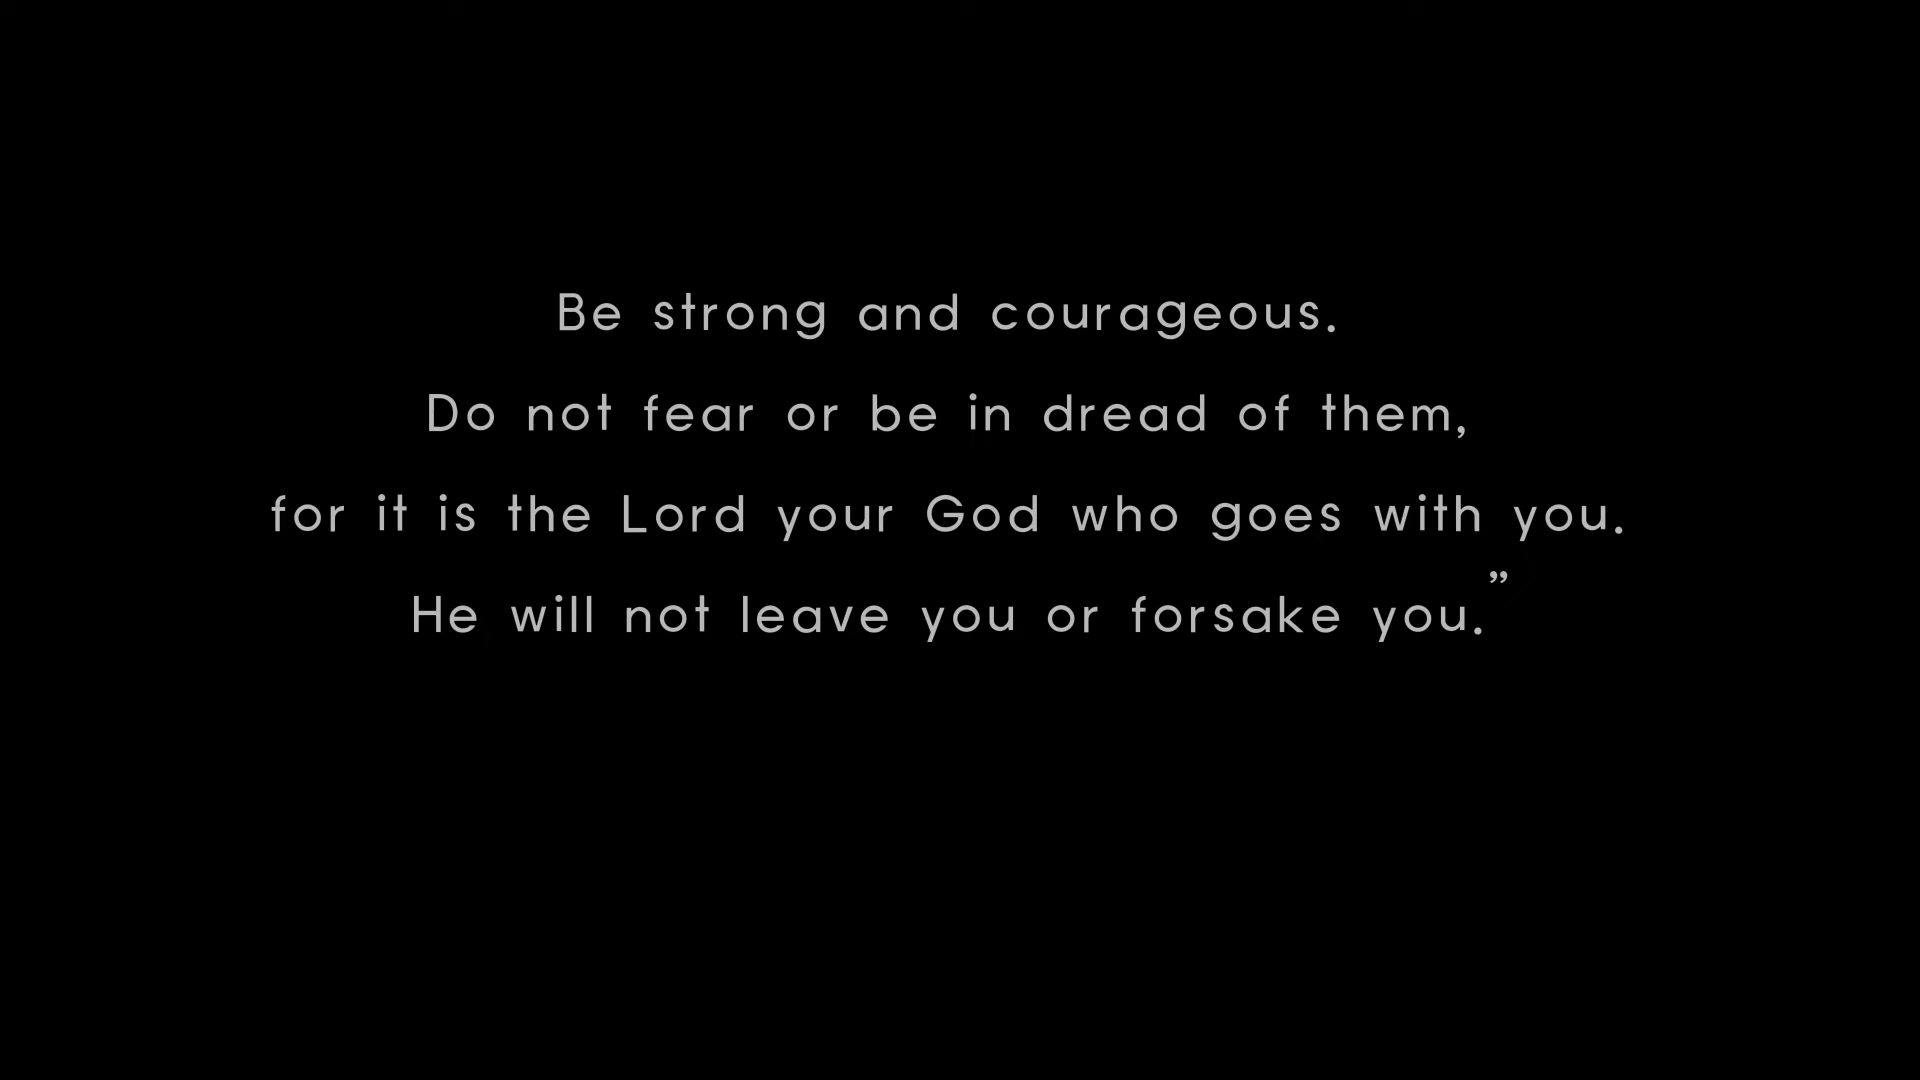 Be strong and courageous.
Do not fear or be in dread of them,
for it is the Lord your God who goes with you.
He will not leave you or forsake you.”